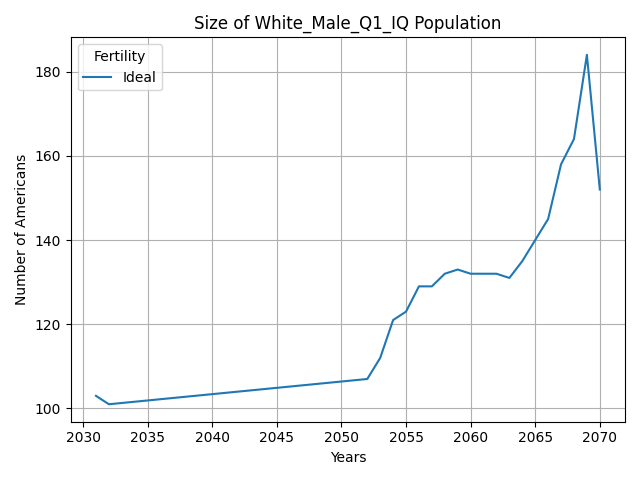 Size of White_Male_Q1_IQ Population
Fertility
Ideal
Number of Americans
180
160
140
120
100
2030 2035 2040 2045 2050 2055 2060 2065 2070
Years